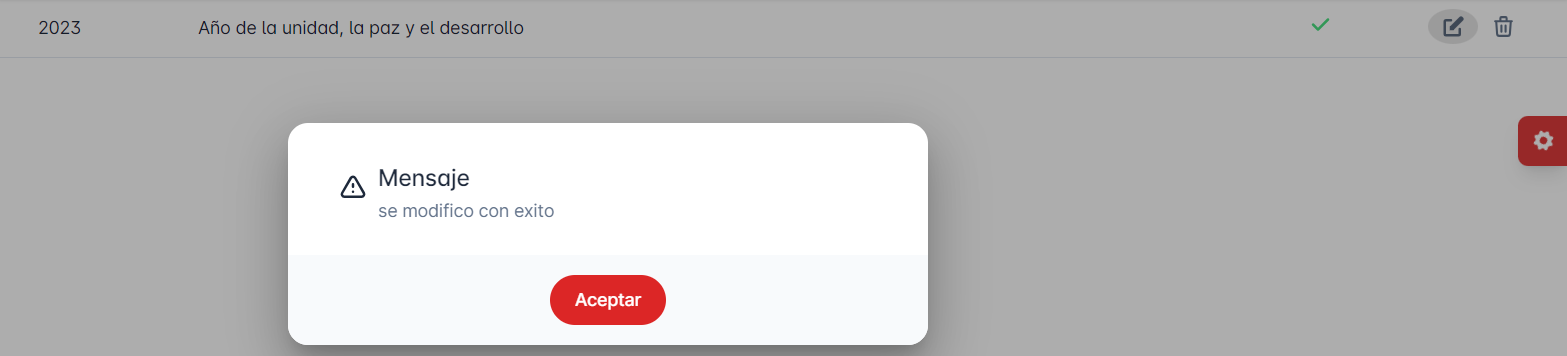 2023 Año de la unidad, la paz y el desarrollo
Mensaje
se modifico con exito
Aceptar